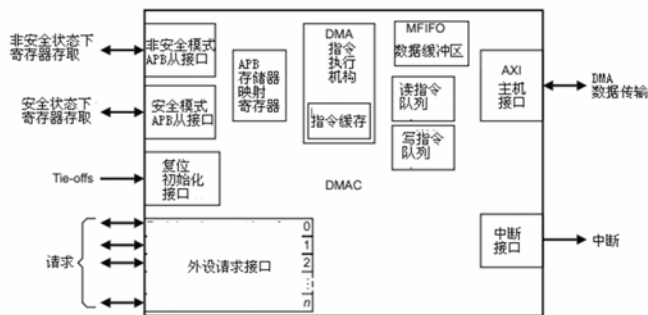 非安全状态下
寄存器存取
安全状态下
寄存器存取
Tie-offs
请求
非安全模式
APB从接口
安全模式
APB从接口
复位
初始化
接口
外设请求接口
0
1
2
n
APB
存储器
映射
寄存器
DMA
指令
执行
机构
指令缓存
DMAC
MFIFO
数据缓冲区
读指令
队列
写指令
队列
AXI
主机
接口
中断
接口
DMA
数据传输
中断